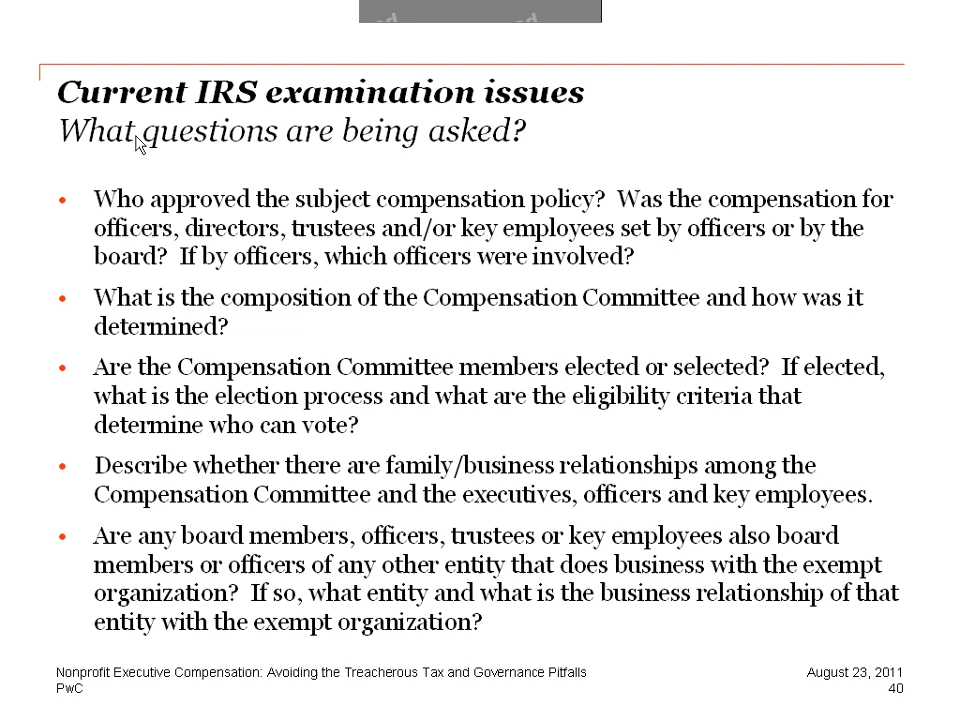 Current IRS examination issues
What questions are being asked?
• Who approved the subject compensation policy?  Was the compensation for
officers, directors, trustees and/or key employees set by officers or by the
board?  If by officers, which officers were involved?
• What is the composition of the Compensation Committee and how was it
determined?
• Are the Compensation Committee members elected or selected?  If elected,
what is the election process and what are the eligibility criteria that
determine who can vote?
• Describe whether there are family/business relationships among the
Compensation Committee and the executives, officers and key employees.
• Are any board members, officers, trustees or key employees also board
members or officers of any other entity that does business with the exempt
organization?  If so, what entity and what is the business relationship of that
entity with the exempt organization?
Nonprofit Executive Compensation: Avoiding the Treacherous Tax and Governance Pitfalls
August 23, 2011
PwC
40